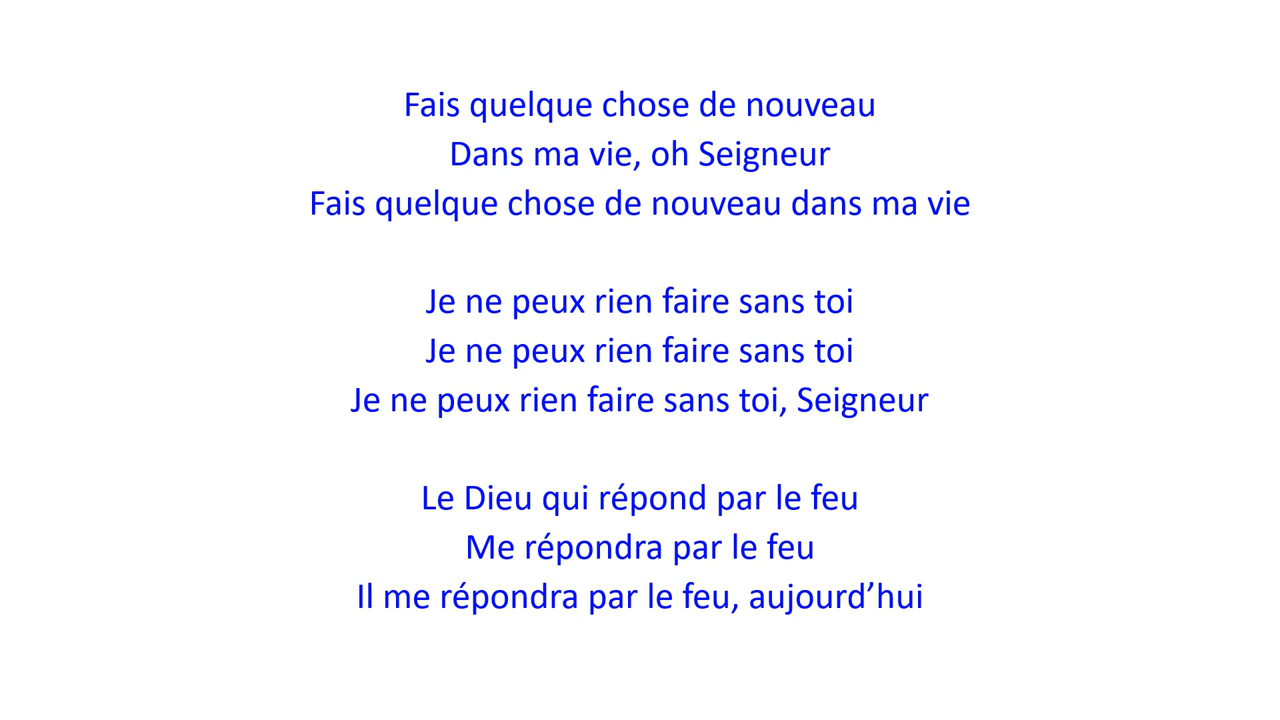 Fais quelque chose de nouveau
Dans ma vie, oh Seigneur
Fais quelque chose de nouveau dans ma vie
Je ne peux rien faire sans toi
Je ne peux rien faire sans toi
Je ne peux rien faire sans toi, Seigneur
Le Dieu qui répond par le feu
Me répondra par le feu
Il me répondra par le feu, aujourd’hui